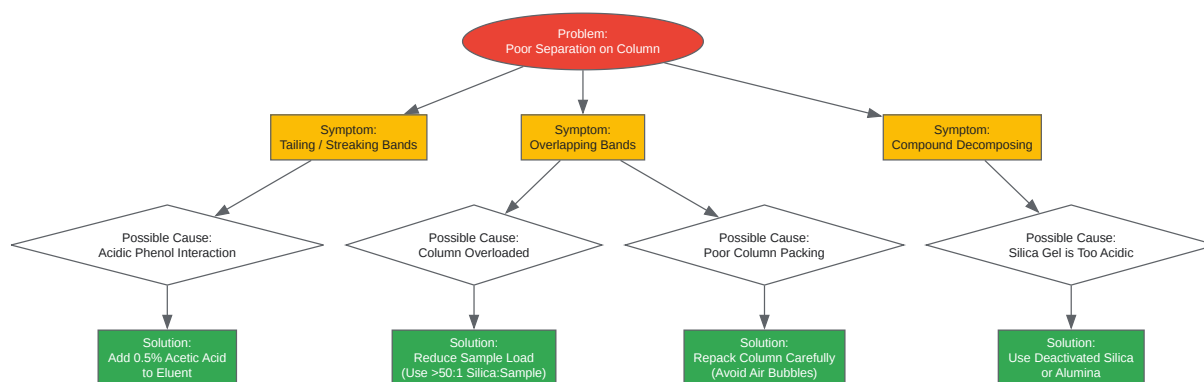 Problem:
Poor Separation on Column
Symptom:
Tailing / Streaking Bands
Symptom:
Overlapping Bands
Symptom:
Compound Decomposing
Possible Cause:
Acidic Phenol Interaction
Possible Cause:
Column Overloaded
Possible Cause:
Poor Column Packing
Possible Cause:
Silica Gel is Too Acidic
Solution:
Add 0.5% Acetic Acid
to Eluent
Solution:
Reduce Sample Load
(Use >50:1 Silica:Sample)
Solution:
Repack Column Carefully
(Avoid Air Bubbles)
Solution:
Use Deactivated Silica
or Alumina